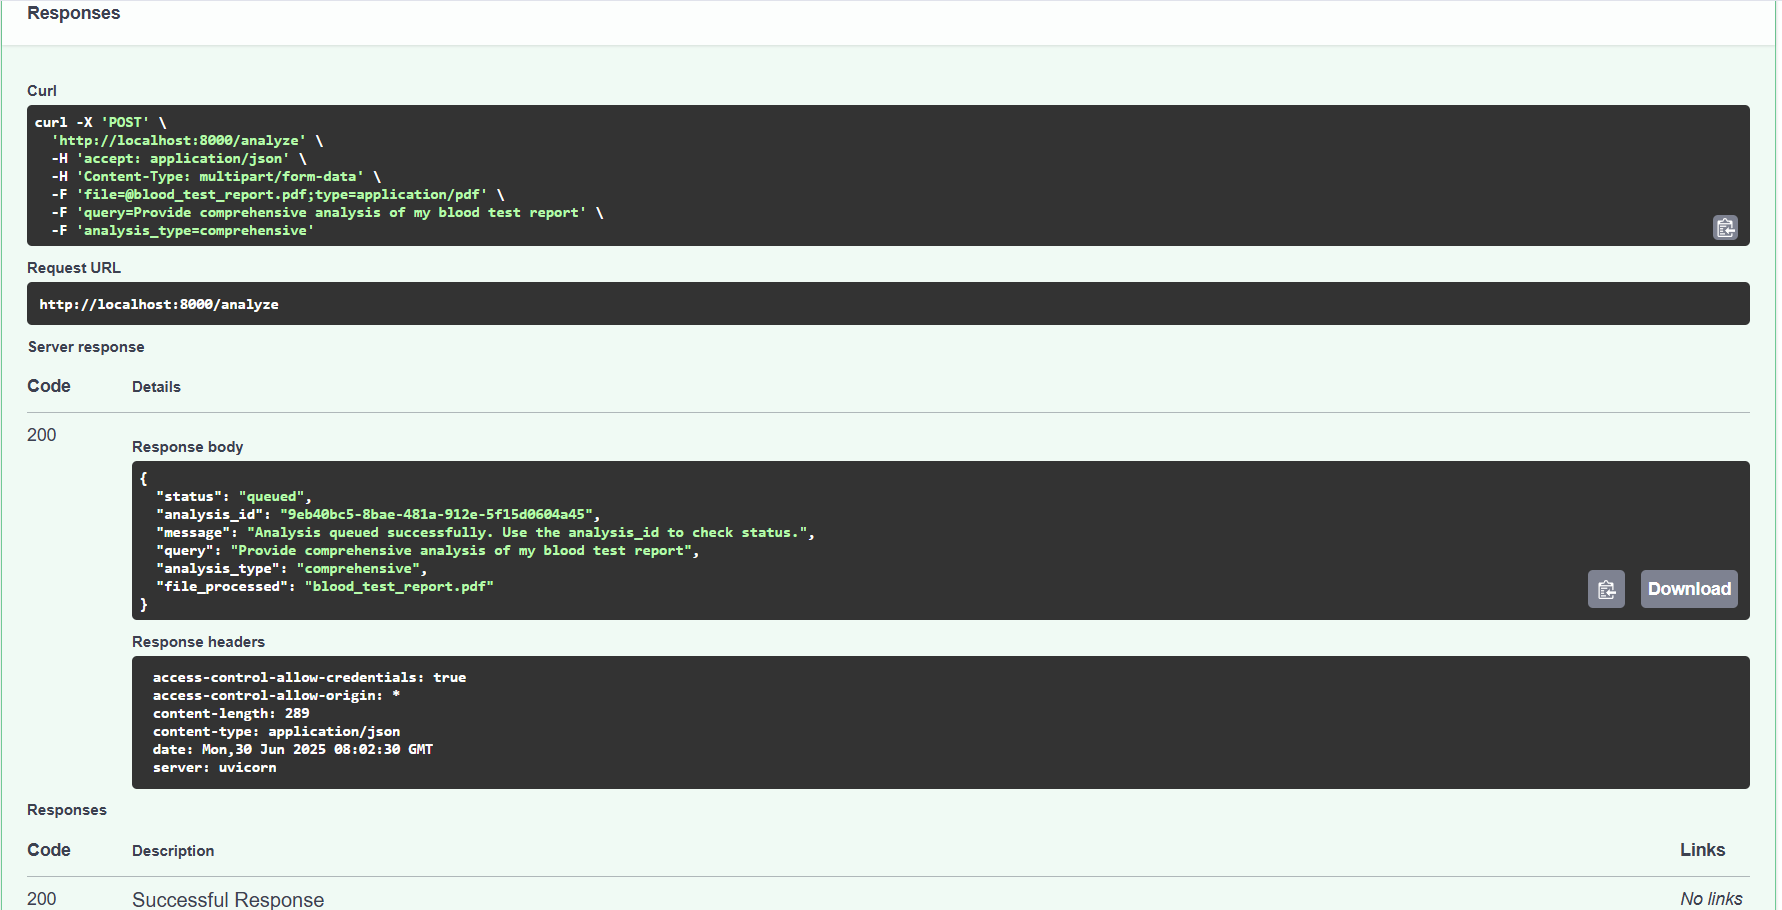 Responses
Curl
curl -X 'POST' \
  'http://localhost:8000/analyze' \
  -H 'accept: application/json' \
  -H 'Content-Type: multipart/form-data' \
  -F 'file=@blood_test_report.pdf;type=application/pdf' \
  -F 'query=Provide comprehensive analysis of my blood test report' \
  -F 'analysis_type=comprehensive'
Request URL
http://localhost:8000/analyze
Server response
Code Details
200
Response body
{
  "status": "queued",
  "analysis_id": "9eb40bc5-8bae-481a-912e-5f15d0604a45",
  "message": "Analysis queued successfully. Use the analysis_id to check status.",
  "query": "Provide comprehensive analysis of my blood test report",
  "analysis_type": "comprehensive",
  "file_processed": "blood_test_report.pdf"
}
Download
Response headers
access-control-allow-credentials: true
access-control-allow-origin: *
content-length: 289
content-type: application/json
date: Mon,30 Jun 2025 08:02:30 GMT
server: uvicorn
Responses
Code Description Links
200 Successful Response No links